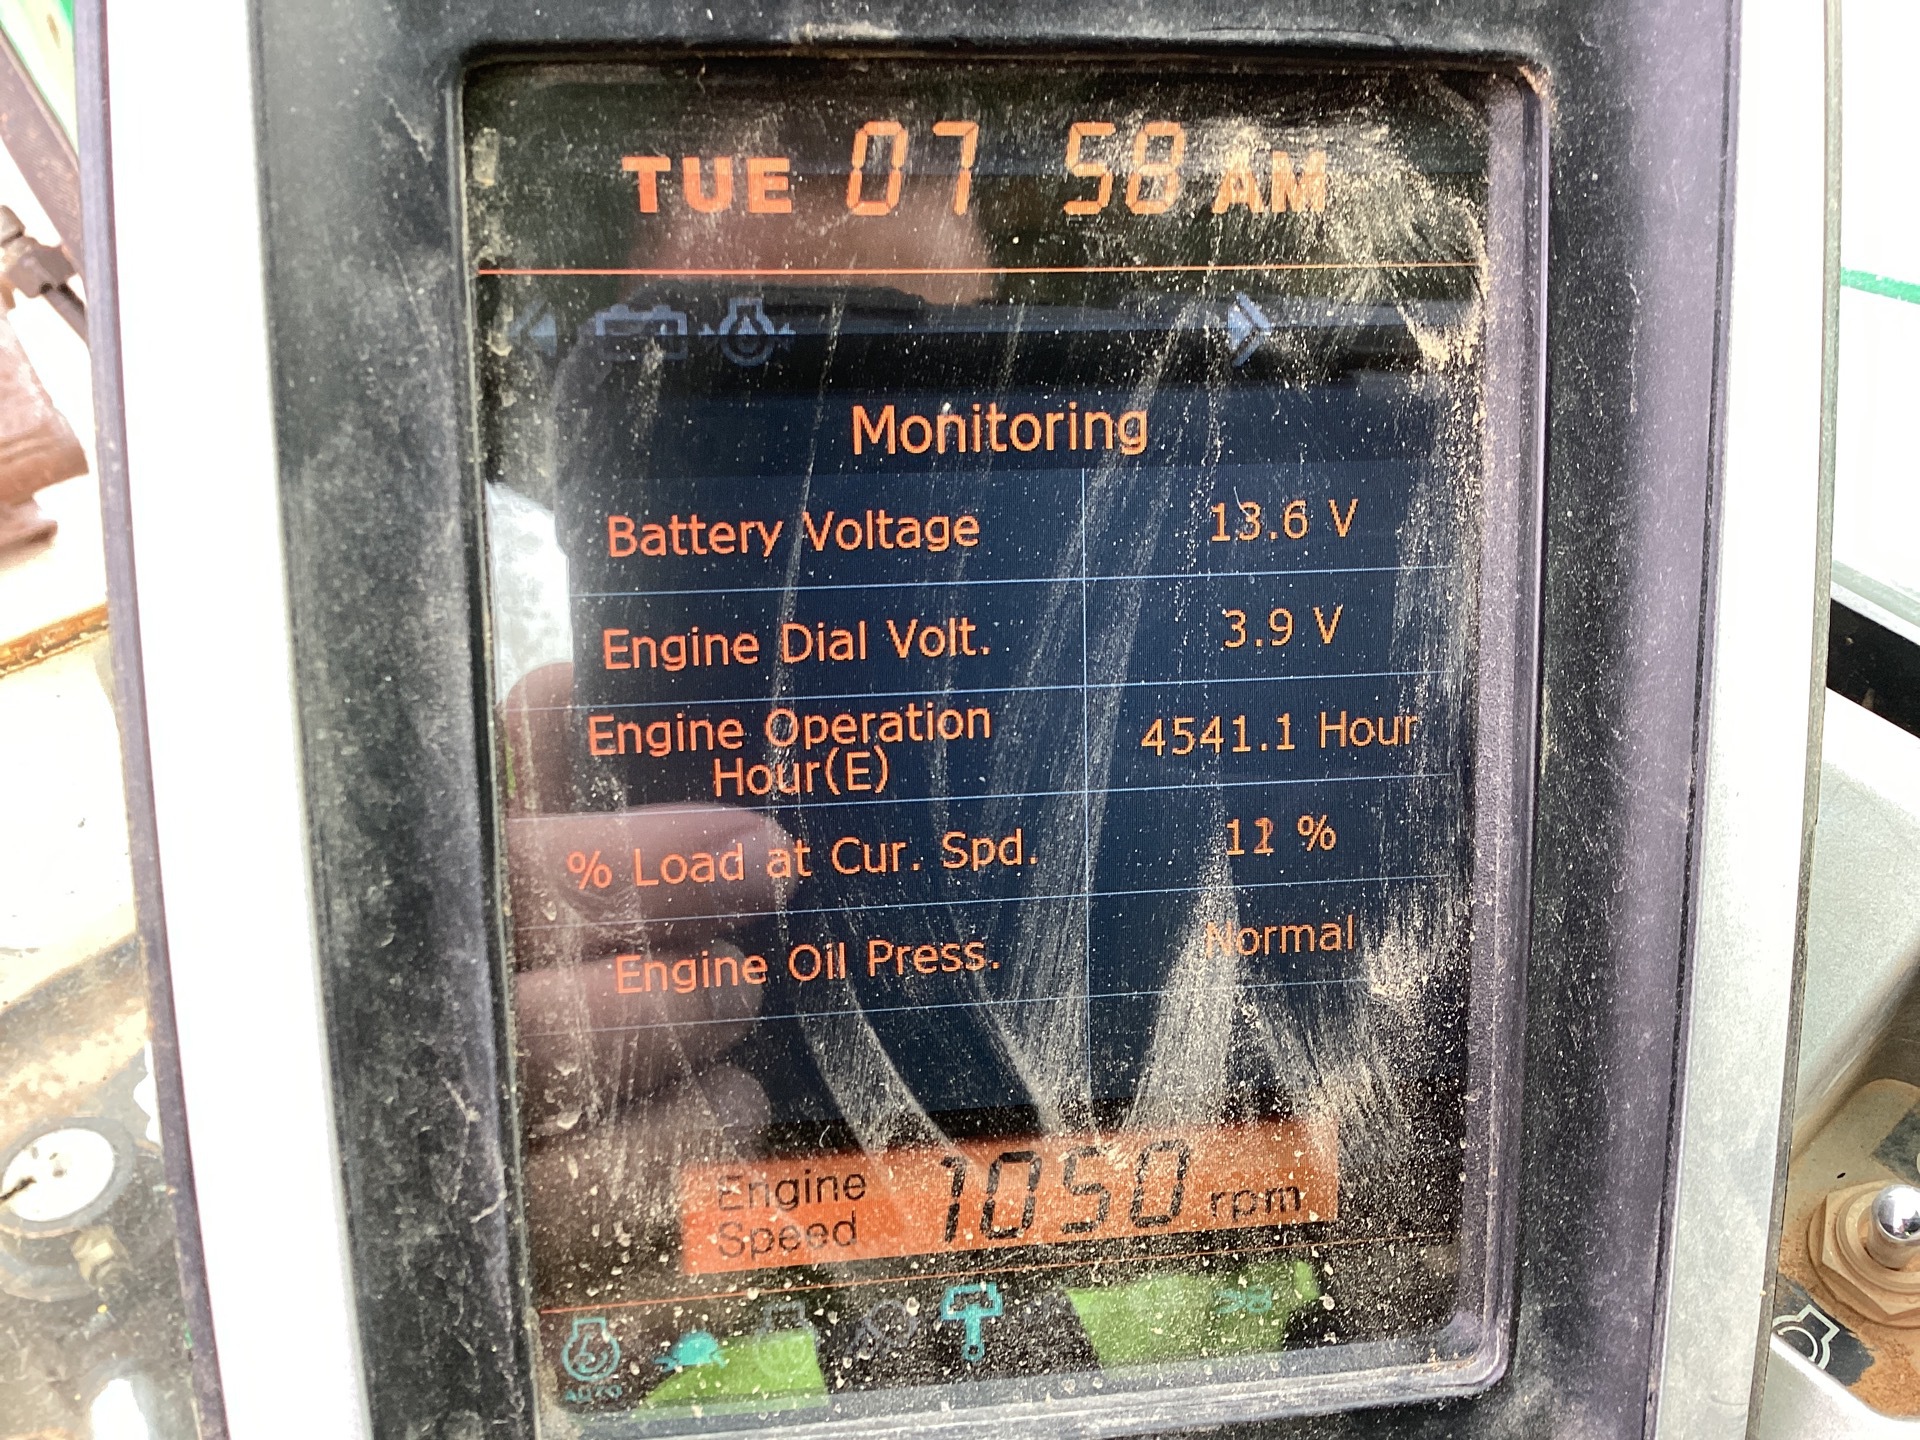 TUE 07 58 AM
Monitoring
Battery Voltage 13.6 V
Engine Dial Volt. 3.9 V
Engine Operation
Hour(E) 4541.1 Hour
% Load at Cur. Spd. %
Engine Oil Press. Normal
Engine
Speed 1050 rpm
AUTO